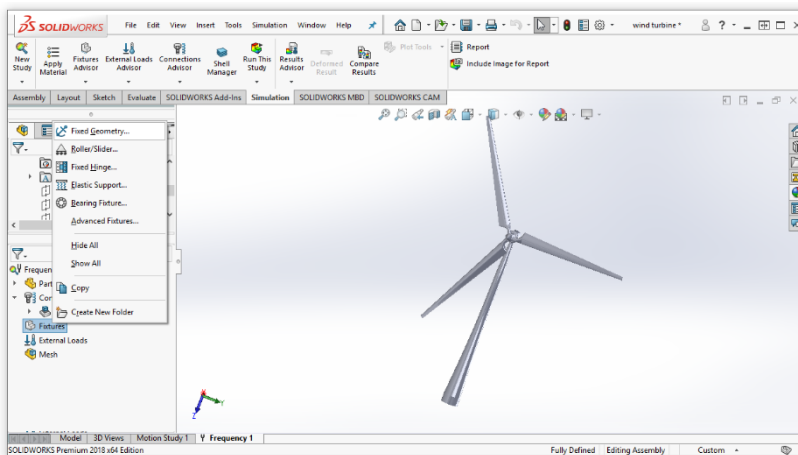 SOLIDWORKS File Edit View Insert Tools Simulation Window Help wind turbine *
New Study
Apply Material
Fixtures Advisor
External Loads Advisor
Connections Advisor
Shell Manager
Run This Study
Results Advisor
Deformed Result
Compare Results
Plot Tools
Report
Include Image for Report
Assembly Layout Sketch Evaluate SOLIDWORKS Add-Ins Simulation SOLIDWORKS MBD SOLIDWORKS CAM
Fixed Geometry...
Roller/Slider...
Fixed Hinge...
Elastic Support...
Bearing Fixture...
Advanced Fixtures...
Hide All
Show All
Copy
Create New Folder
Frequen
Part
Con
Fixtures
External Loads
Mesh
Model 3D Views Motion Study 1 Frequency 1
SOLIDWORKS Premium 2018 x64 Edition Fully Defined Editing Assembly Custom